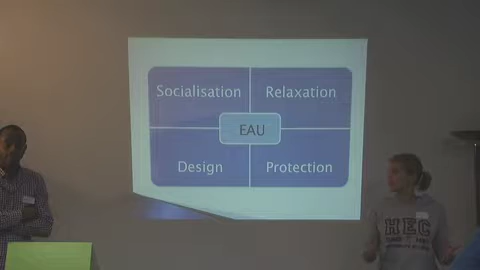 Socialisation
Relaxation
EAU
Design
Protection
HEC